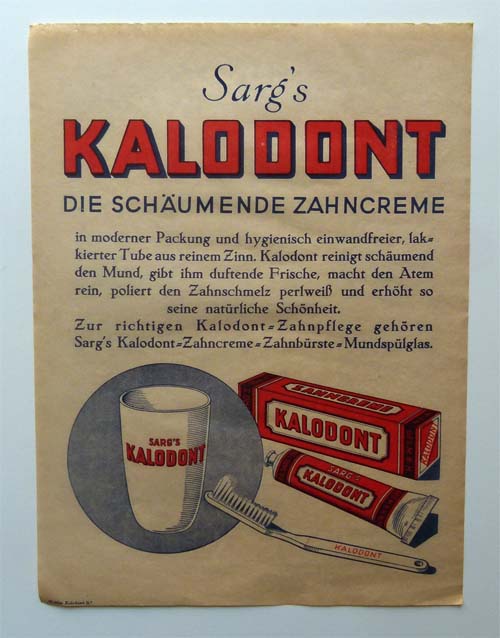 Sarg's
KALODONT
DIE SCHÄUMENDE ZAHNCREME
in moderner Packung und hygienisch einwandfreier, lak=
kierter Tube aus reinem Zinn. Kalodont reinigt schäumend
den Mund, gibt ihm duftende Frische, macht den Atem
rein, poliert den Zahnschmelz perlweiß und erhöht so
seine natürliche Schönheit.
Zur richtigen Kalodont=Zahnpflege gehören
Sarg's Kalodont=Zahncreme=Zahnbürste=Mundspülglas.
SARG'S
KALODONT
ZAHNCREME
KALODONT
KALODONT
SARG'S
KALODONT
KALODONT